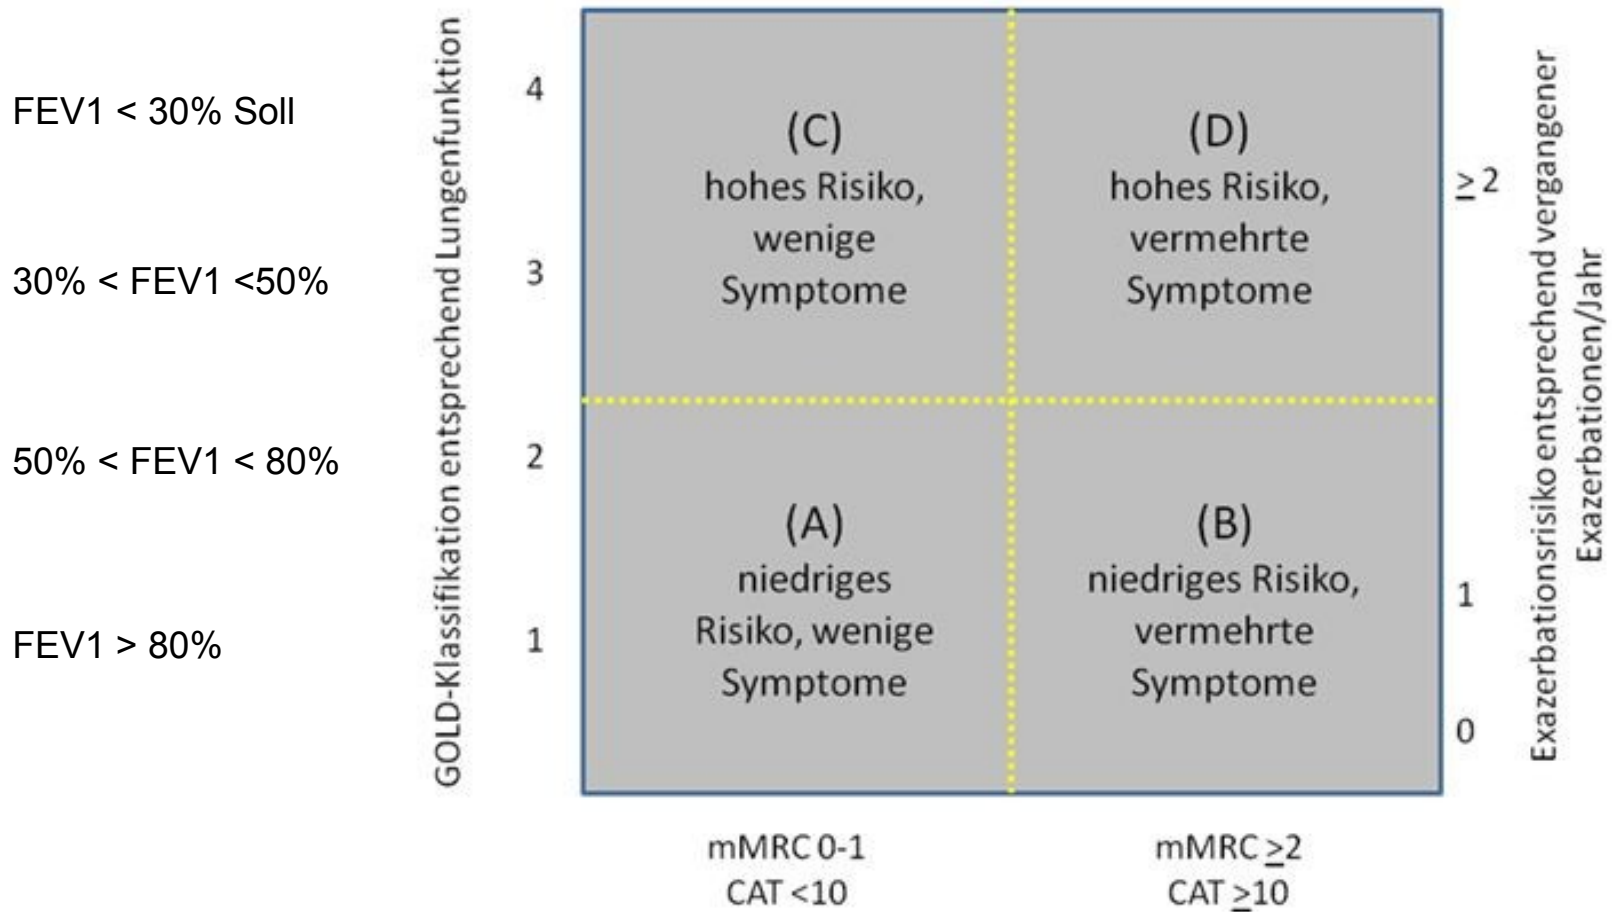 FEV1 < 30% Soll
30% < FEV1 <50%
50% < FEV1 < 80%
FEV1 > 80%
GOLD-Klassifikation entsprechend Lungenfunktion
4
3
2
1
(C)
hohes Risiko,
wenige
Symptome
(D)
hohes Risiko,
vermehrte
Symptome
(A)
niedriges
Risiko, wenige
Symptome
(B)
niedriges Risiko,
vermehrte
Symptome
≥ 2
1
0
Exazerbationsrisiko entsprechend vergangener
Exazerbationen/Jahr
mMRC 0-1
CAT <10
mMRC ≥2
CAT ≥10